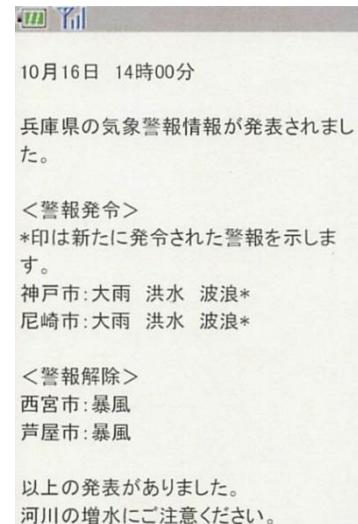 10月16日 14時00分
兵庫県の気象警報情報が発表されまし
た。
<警報発令>
*印は新たに発令された警報を示しま
す。
神戸市:大雨 洪水 波浪*
尼崎市:大雨 洪水 波浪*
<警報解除>
西宮市:暴風
芦屋市:暴風
以上の発表がありました。
河川の増水にご注意ください。